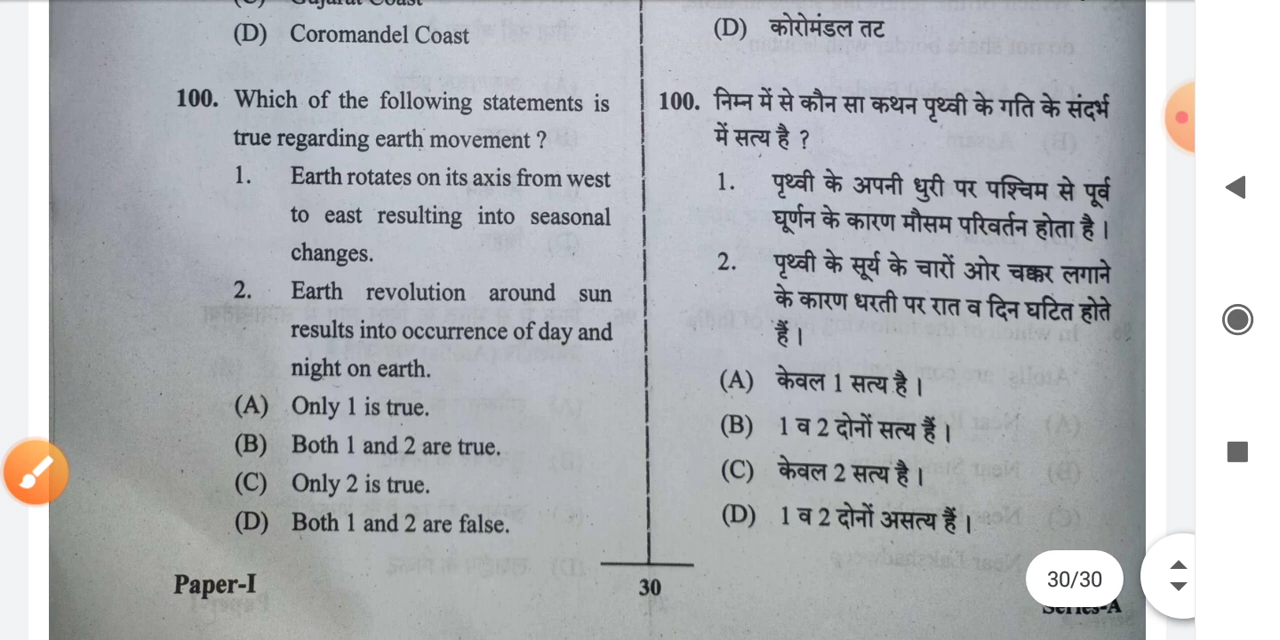 (D) Coromandel Coast
100. Which of the following statements is
true regarding earth movement ?
1. Earth rotates on its axis from west
to east resulting into seasonal
changes.
2. Earth revolution around sun
results into occurrence of day and
night on earth.
(A) Only 1 is true.
(B) Both 1 and 2 are true.
(C) Only 2 is true.
(D) Both 1 and 2 are false.
(D) कोरोमंडल तट
100. निम्न में से कौन सा कथन पृथ्वी के गति के संदर्भ
में सत्य है ?
1. पृथ्वी के अपनी धुरी पर पश्चिम से पूर्व
घूर्णन के कारण मौसम परिवर्तन होता है।
2. पृथ्वी के सूर्य के चारों ओर चक्कर लगाने
के कारण धरती पर रात व दिन घटित होते
हैं।
(A) केवल 1 सत्य है।
(B) 1 व 2 दोनों सत्य हैं।
(C) केवल 2 सत्य है।
(D) 1 व 2 दोनों असत्य हैं।
Paper-I
30
30/30
Series-A